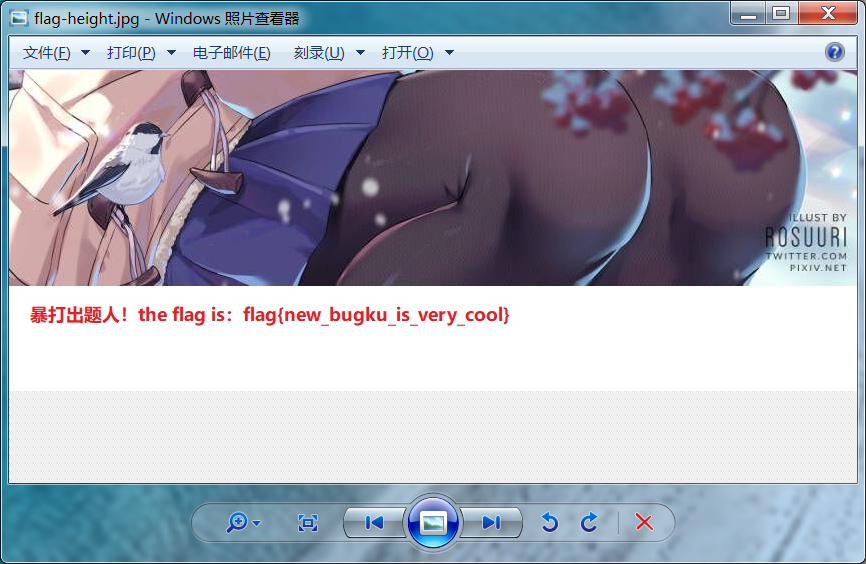 flag-height.jpg - Windows 照片查看器
文件(F) 打印(P) 电子邮件(E) 刻录(U) 打开(O)
ILLUST BY
ROSUURI
TWITTER.COM
PIXIV.NET
暴打出题人！the flag is：flag{new_bugku_is_very_cool}